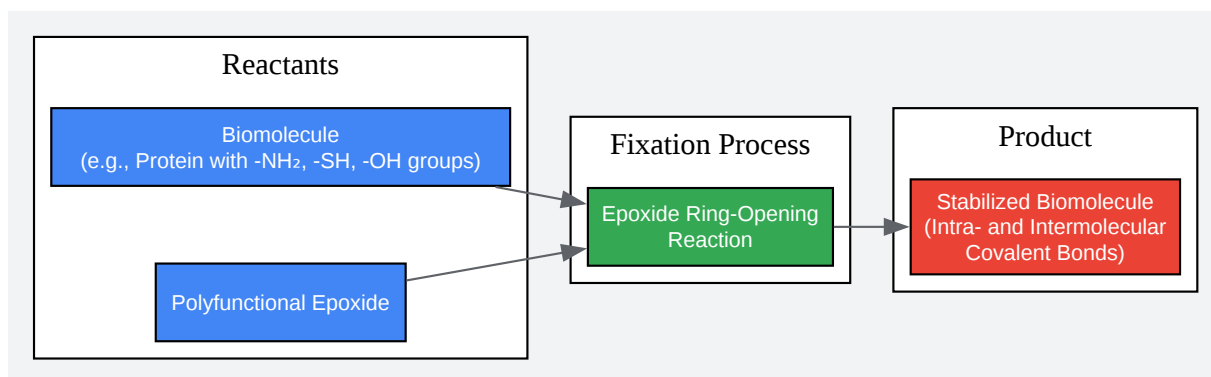 Reactants
Biomolecule
(e.g., Protein with -NH₂, -SH, -OH groups)
Polyfunctional Epoxide
Fixation Process
Epoxide Ring-Opening
Reaction
Product
Stabilized Biomolecule
(Intra- and Intermolecular
Covalent Bonds)